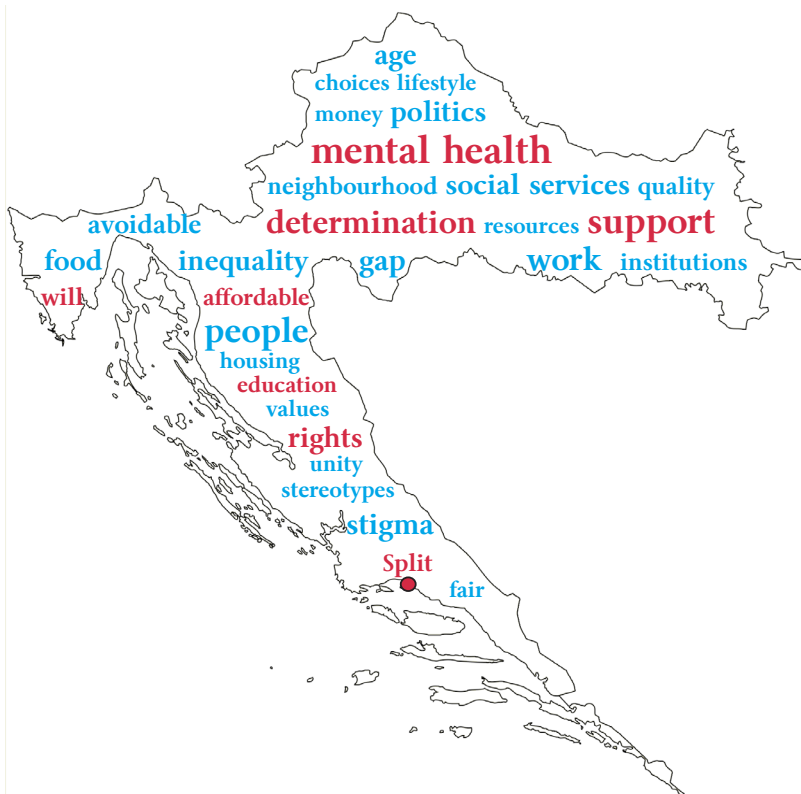 age
choices lifestyle
money politics
mental health
neighbourhood social services quality
avoidable determination resources support
food inequality gap work institutions
will affordable
people
housing
education
values
rights
unity
stereotypes
stigma
Split
fair